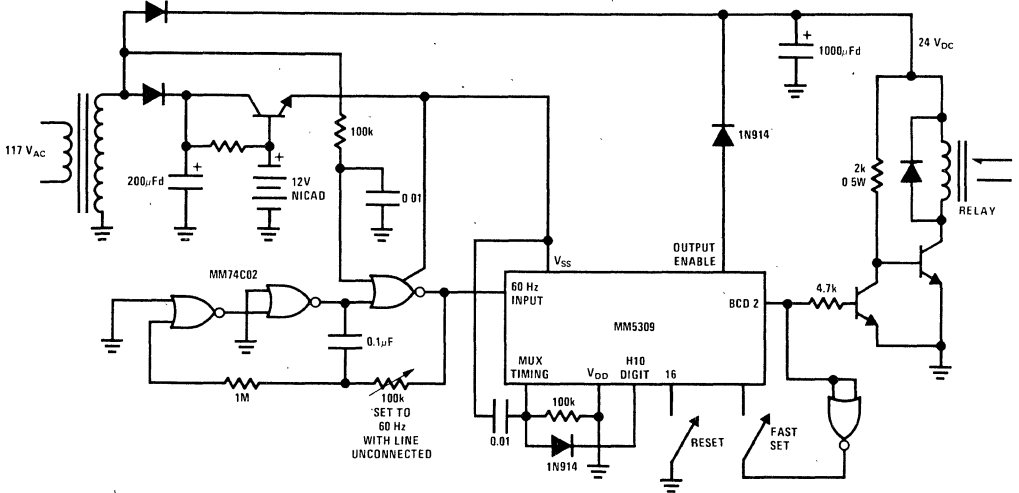 24 VDC
1000μFd
117 VAC
100k
1N914
200μFd
12V
NICAD
0 01
2k
0 5W
RELAY
MM74C02
OUTPUT
ENABLE
VSS
60 Hz
INPUT
BCD 2
4.7k
MM5309
0.1μF
MUX
TIMING
VDD
H10
DIGIT
16
1M
100k
SET TO
60 Hz
WITH LINE
UNCONNECTED
100k
0.01
1N914
RESET
FAST
SET